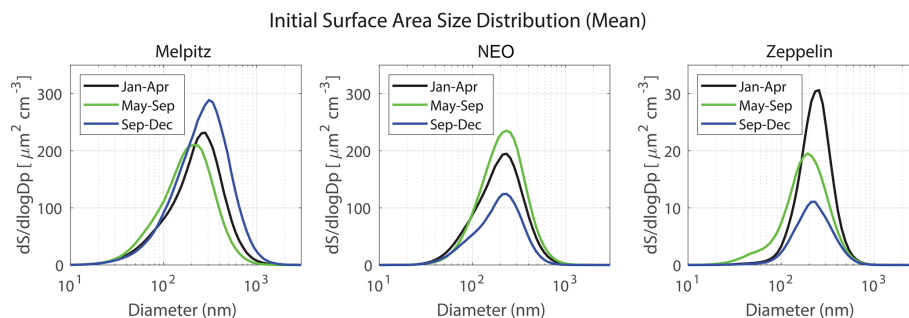 Initial Surface Area Size Distribution (Mean)
Melpitz
dS/dlogDp [ μm² cm⁻³]
300
200
100
0
Jan-Apr
May-Sep
Sep-Dec
10¹ 10² 10³
Diameter (nm)
NEO
dS/dlogDp [ μm² cm⁻³]
300
200
100
0
Jan-Apr
May-Sep
Sep-Dec
10¹ 10² 10³
Diameter (nm)
Zeppelin
dS/dlogDp [ μm² cm⁻³]
30
20
10
0
Jan-Apr
May-Sep
Sep-Dec
10¹ 10² 10³
Diameter (nm)